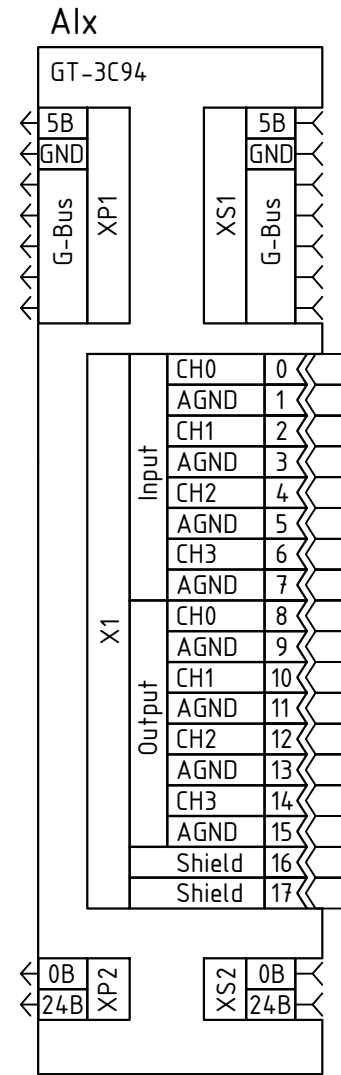 AIx
GT-3C94
5В XP1 XS1 5В
GND GND
G-Bus G-Bus
X1
Input
CH0 0
AGND 1
CH1 2
AGND 3
CH2 4
AGND 5
CH3 6
AGND 7
Output
CH0 8
AGND 9
CH1 10
AGND 11
CH2 12
AGND 13
CH3 14
AGND 15
Shield 16
Shield 17
0В XP2 XS2 0В
24В 24В